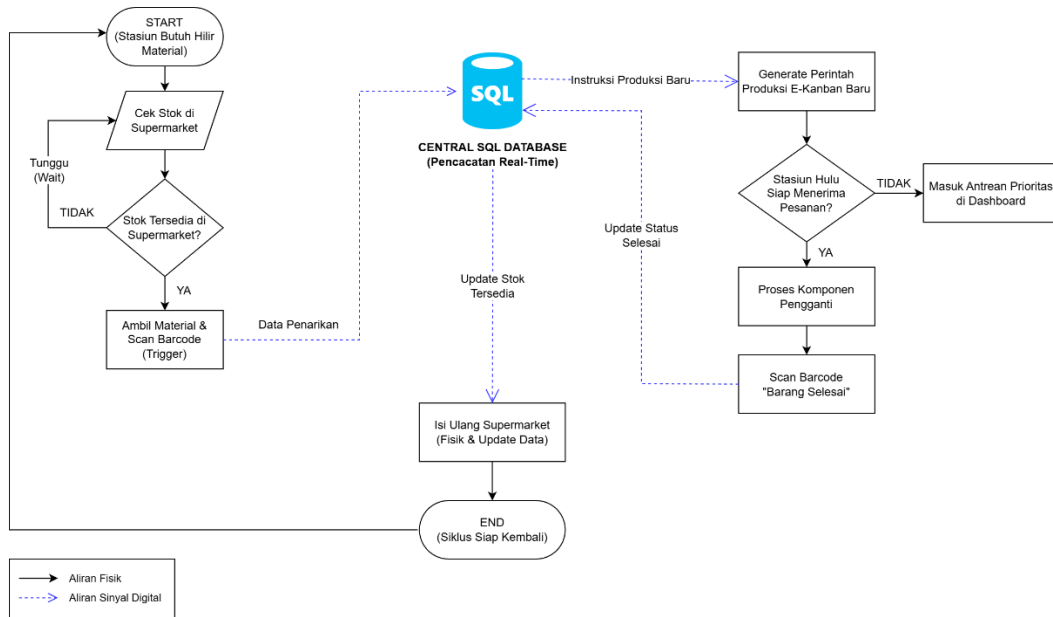 START
(Stasiun Butuh Hilir
Material)
Cek Stok di
Supermarket
Tunggu
(Wait)
TIDAK
Stok Tersedia di
Supermarket?
YA
Ambil Material &
Scan Barcode
(Trigger)
Data Penarikan
SQL
CENTRAL SQL DATABASE
(Pencacatan Real-Time)
Instruksi Produksi Baru
Update Stok
Tersedia
Update Status
Selesai
Generate Perintah
Produksi E-Kanban Baru
Stasiun Hulu
Siap Menerima
Pesanan?
TIDAK
Masuk Antrean Prioritas
di Dashboard
YA
Proses Komponen
Pengganti
Scan Barcode
"Barang Selesai"
Isi Ulang Supermarket
(Fisik & Update Data)
END
(Siklus Siap Kembali)
Aliran Fisik
Aliran Sinyal Digital